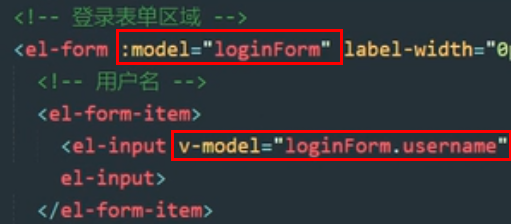 <!-- 登录表单区域 -->
<el-form :model="loginForm" label-width="0p
<!-- 用户名 -->
<el-form-item>
<el-input v-model="loginForm.username"
el-input>
</el-form-item>